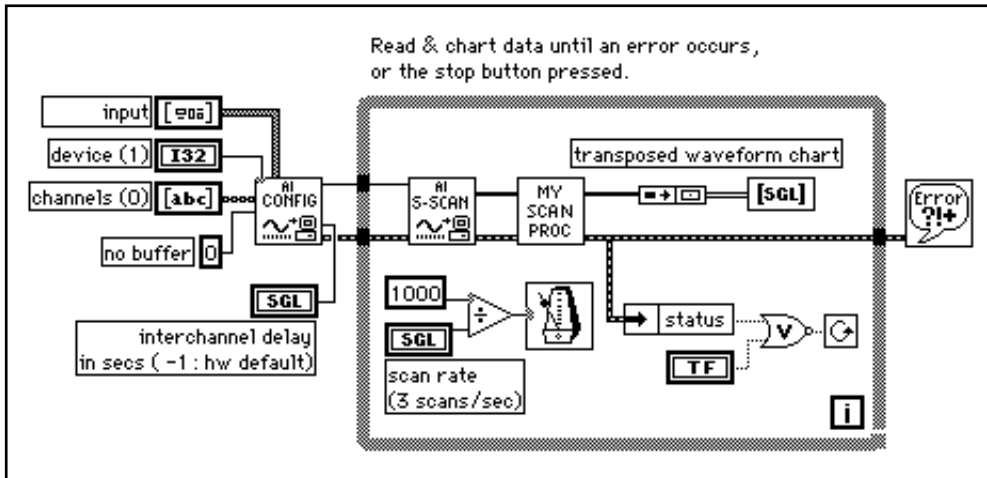 Read & chart data until an error occurs,
or the stop button pressed.
input
device (1)
I32
channels (0)
[abc]
no buffer
0
AI
CONFIG
SGL
interchannel delay
in secs ( -1 : hw default)
AI
S-SCAN
MY
SCAN
PROC
transposed waveform chart
[SGL]
1000
÷
SGL
scan rate
(3 scans/sec)
status
V
TF
i
Error
?!+